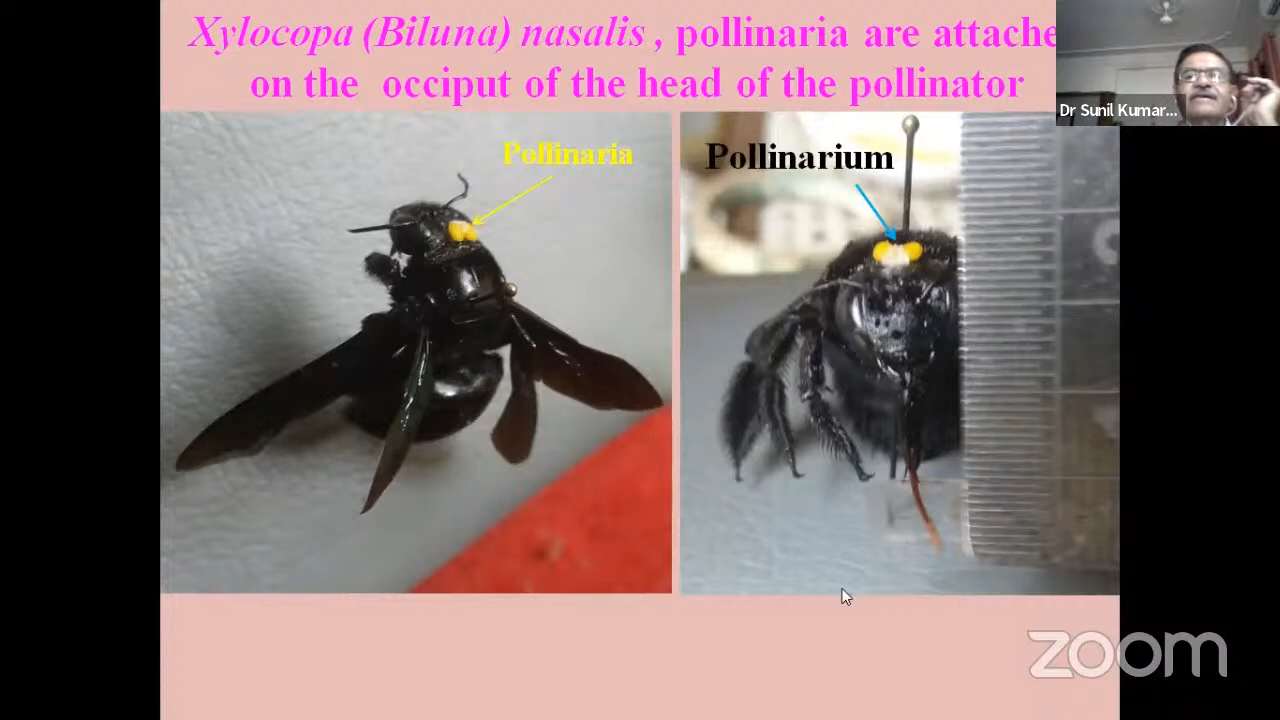 Xylocopa (Biluna) nasalis , pollinaria are attache
on the occiput of the head of the pollinator
Dr Sunil Kumar...
Pollinaria
Pollinarium
zoom